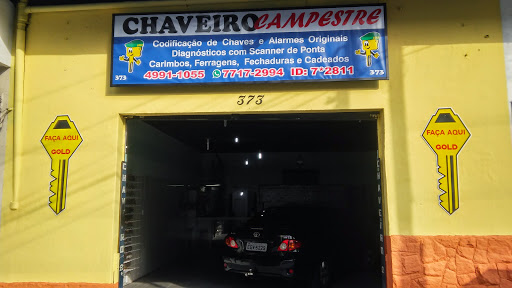 CHAVEIRO CAMPESTRE
Codificação de Chaves e Alarmes Originais
Diagnósticos com Scanner de Ponta
Carimbos, Ferragens, Fechaduras e Cadeados
373
4991-1055 7717-2994 ID: 7*2811
373
373
FAÇA AQUI
GOLD
FAÇA AQUI
GOLD